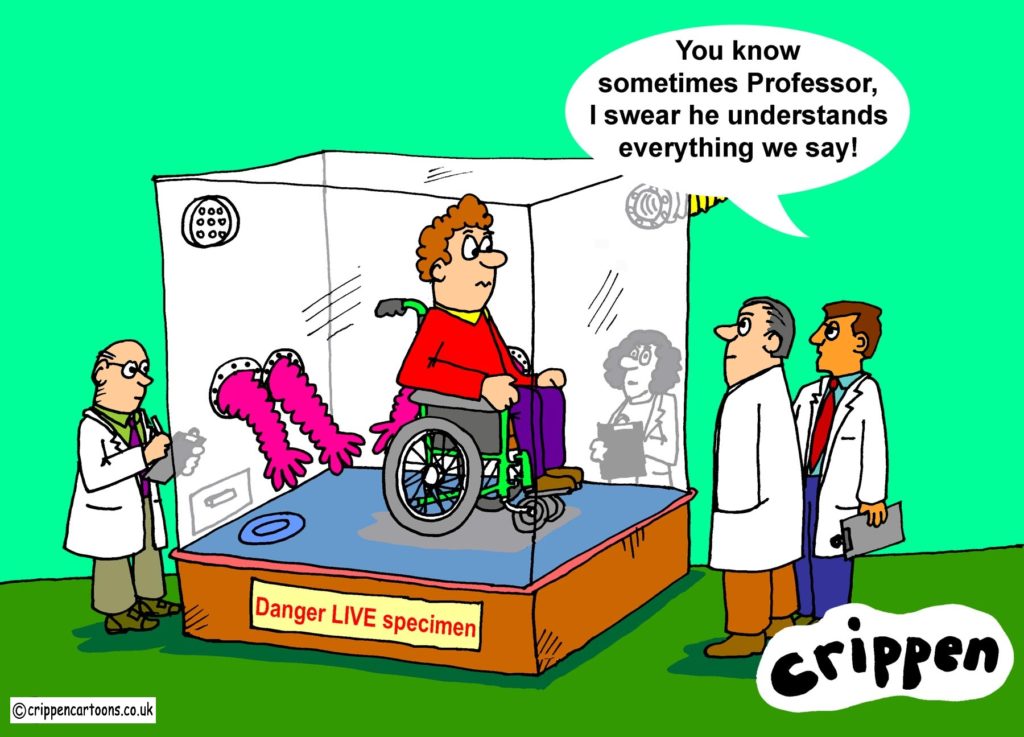 You know
sometimes Professor,
I swear he understands
everything we say!
Danger LIVE specimen
crippen
©crippencartoons.co.uk